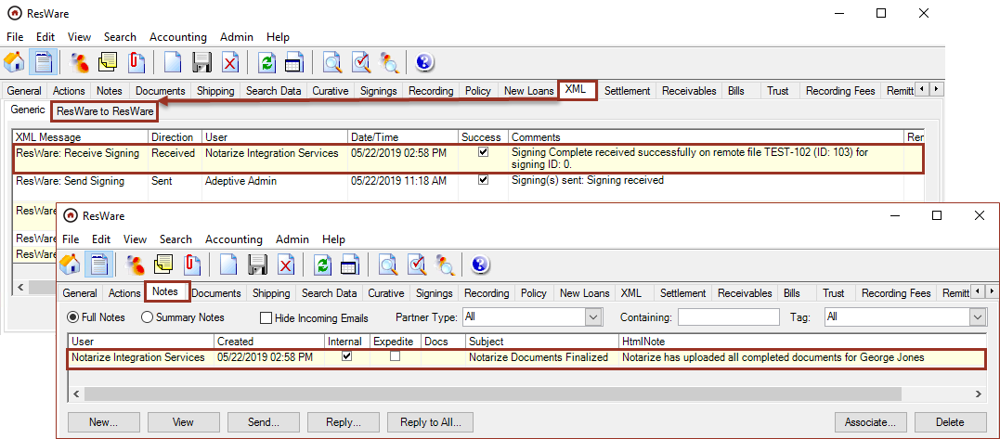 ResWare
File Edit View Search Accounting Admin Help
General Actions Notes Documents Shipping Search Data Curative Signings Recording Policy New Loans XML Settlement Receivables Bills Trust Recording Fees Remitt
Generic ResWare to ResWare
XML Message Direction User Date/Time Success Comments Rer
ResWare: Receive Signing Received Notarize Integration Services 05/22/2019 02:58 PM Signing Complete received successfully on remote file TEST-102 (ID: 103) for
signing ID: 0.
ResWare: Send Signing Sent Adeptive Admin 05/22/2019 11:18 AM Signing(s) sent: Signing received
ResWare
ResWare
ResWare
ResWare
File Edit View Search Accounting Admin Help
General Actions Notes Documents Shipping Search Data Curative Signings Recording Policy New Loans XML Settlement Receivables Bills Trust Recording Fees Remitt
Full Notes Summary Notes Hide Incoming Emails Partner Type: All Containing: Tag: All
User Created Internal Expedite Docs Subject HtmlNote
Notarize Integration Services 05/22/2019 02:58 PM Notarize Documents Finalized Notarize has uploaded all completed documents for George Jones
New... View Send... Reply... Reply to All... Associate... Delete